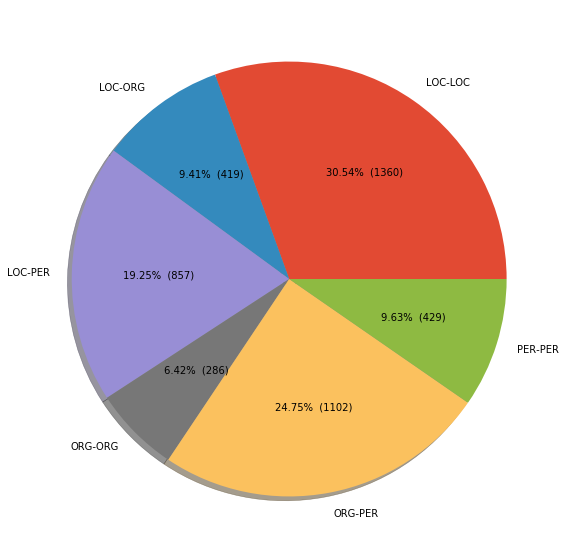 LOC-LOC
LOC-ORG
30.54% (1360)
9.41% (419)
LOC-PER
19.25% (857)
9.63% (429)
PER-PER
6.42% (286)
24.75% (1102)
ORG-ORG
ORG-PER